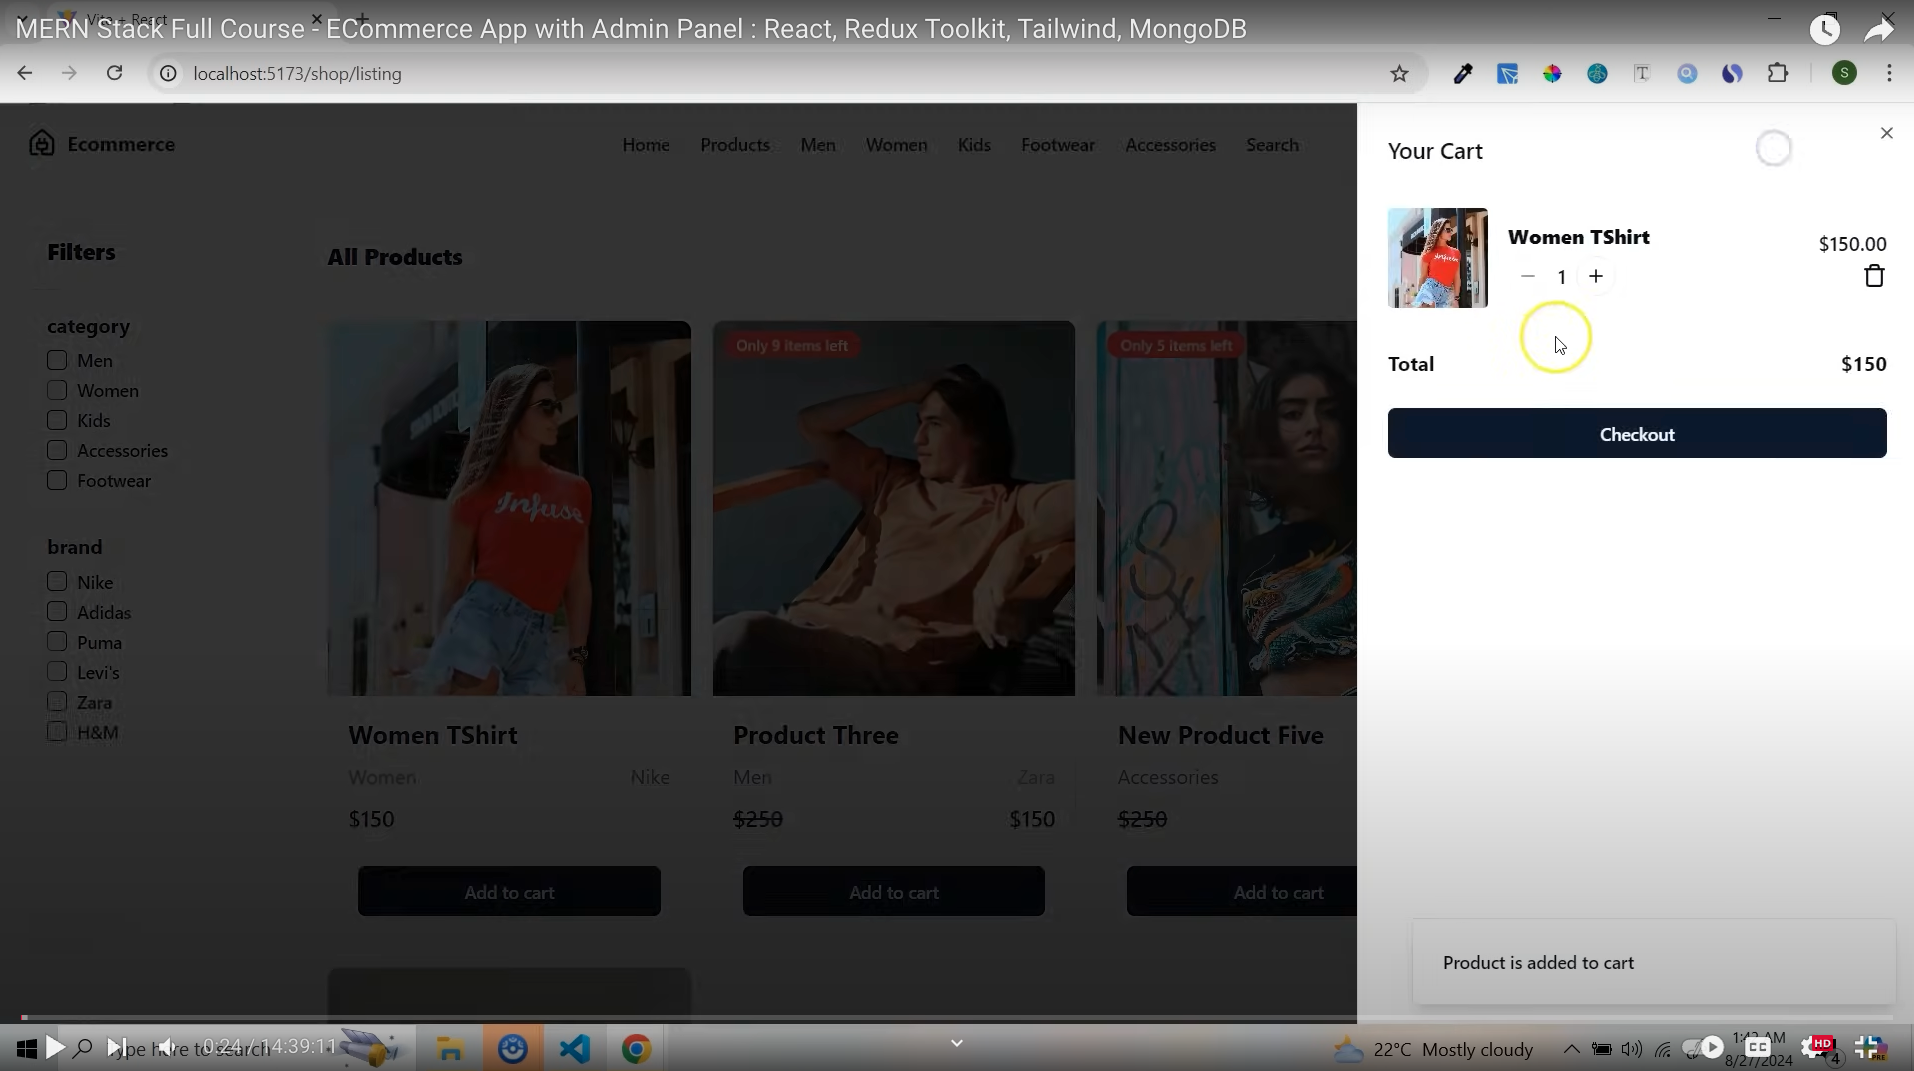 Vite + React
MERN Stack Full Course - ECommerce App with Admin Panel : React, Redux Toolkit, Tailwind, MongoDB
localhost:5173/shop/listing
S
Ecommerce
Home Products Men Women Kids Footwear Accessories Search
Filters
category
Men
Women
Kids
Accessories
Footwear
brand
Nike
Adidas
Puma
Levi's
Zara
H&M
All Products
Infuse
Women TShirt
Women Nike
$150
Add to cart
Only 9 items left
Product Three
Men Zara
$250 $150
Add to cart
Only 5 items left
New Product Five
Accessories
$250
Add to cart
Your Cart
Women TShirt
$150.00
1
Total $150
Checkout
Product is added to cart
Type here to search
0:24 / 14:39:11
22°C Mostly cloudy
CC
HD
4
PRE
8/27/2024